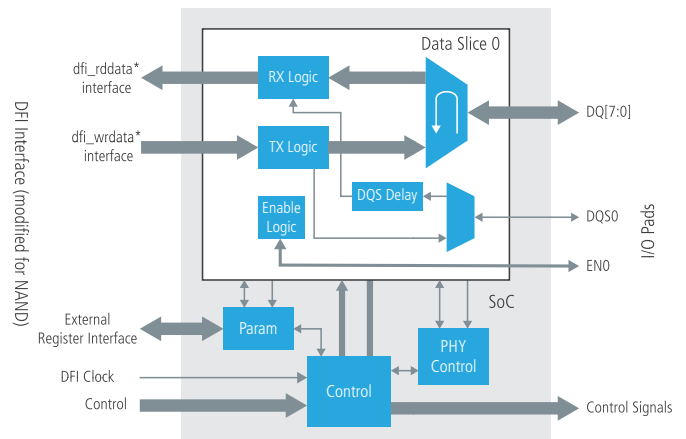 Data Slice 0
dfi_rddata*
interface
RX Logic
DQ[7:0]
dfi_wrdata*
interface
TX Logic
DQS Delay
Enable
Logic
DQS0
EN0
DFI Interface (modified for NAND)
I/O Pads
SoC
External
Register Interface
Param
PHY
Control
DFI Clock
Control
Control
Control Signals